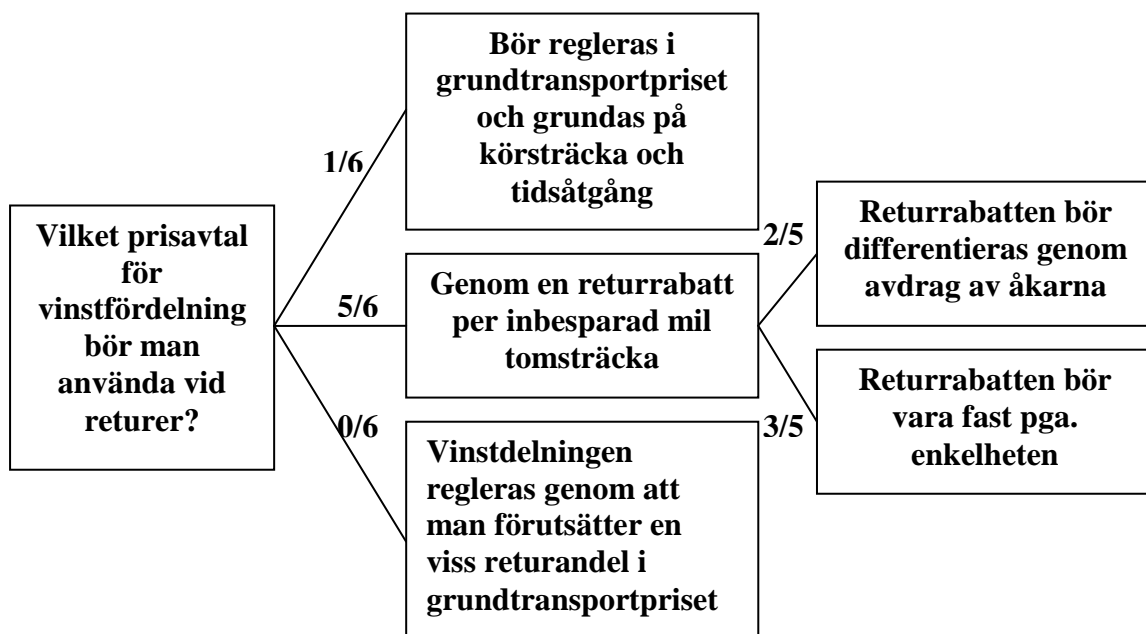 Vilket prisavtal
för
vinstfördelning
bör man
använda vid
returer?
1/6
5/6
0/6
Bör regleras i
grundtransportpriset
och grundas på
körsträcka och
tidsåtgång
Genom en returrabatt
per inbesparad mil
tomsträcka
Vinstdelningen
regleras genom att
man förutsätter en
viss returandel i
grundtransportpriset
2/5
3/5
Returrabatten bör
differentieras genom
avdrag av åkarna
Returrabatten bör
vara fast pga.
enkelheten